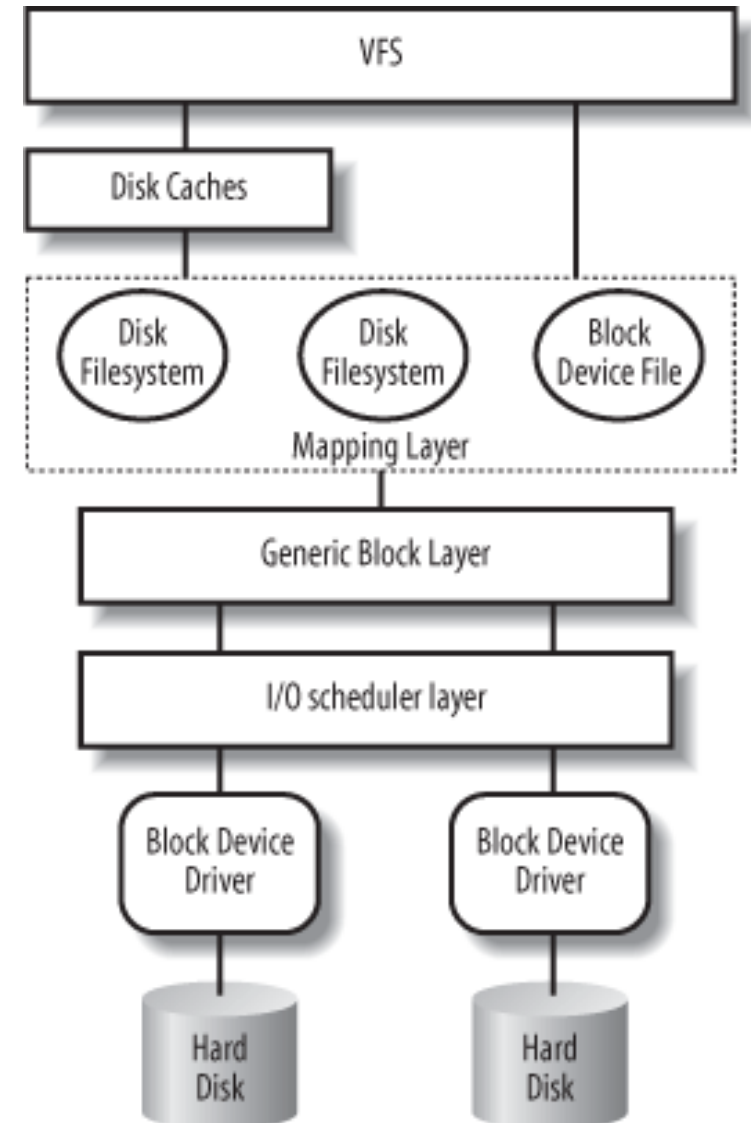 VFS
Disk Caches
Disk
Filesystem
Disk
Filesystem
Block
Device File
Mapping Layer
Generic Block Layer
I/O scheduler layer
Block Device
Driver
Block Device
Driver
Hard
Disk
Hard
Disk